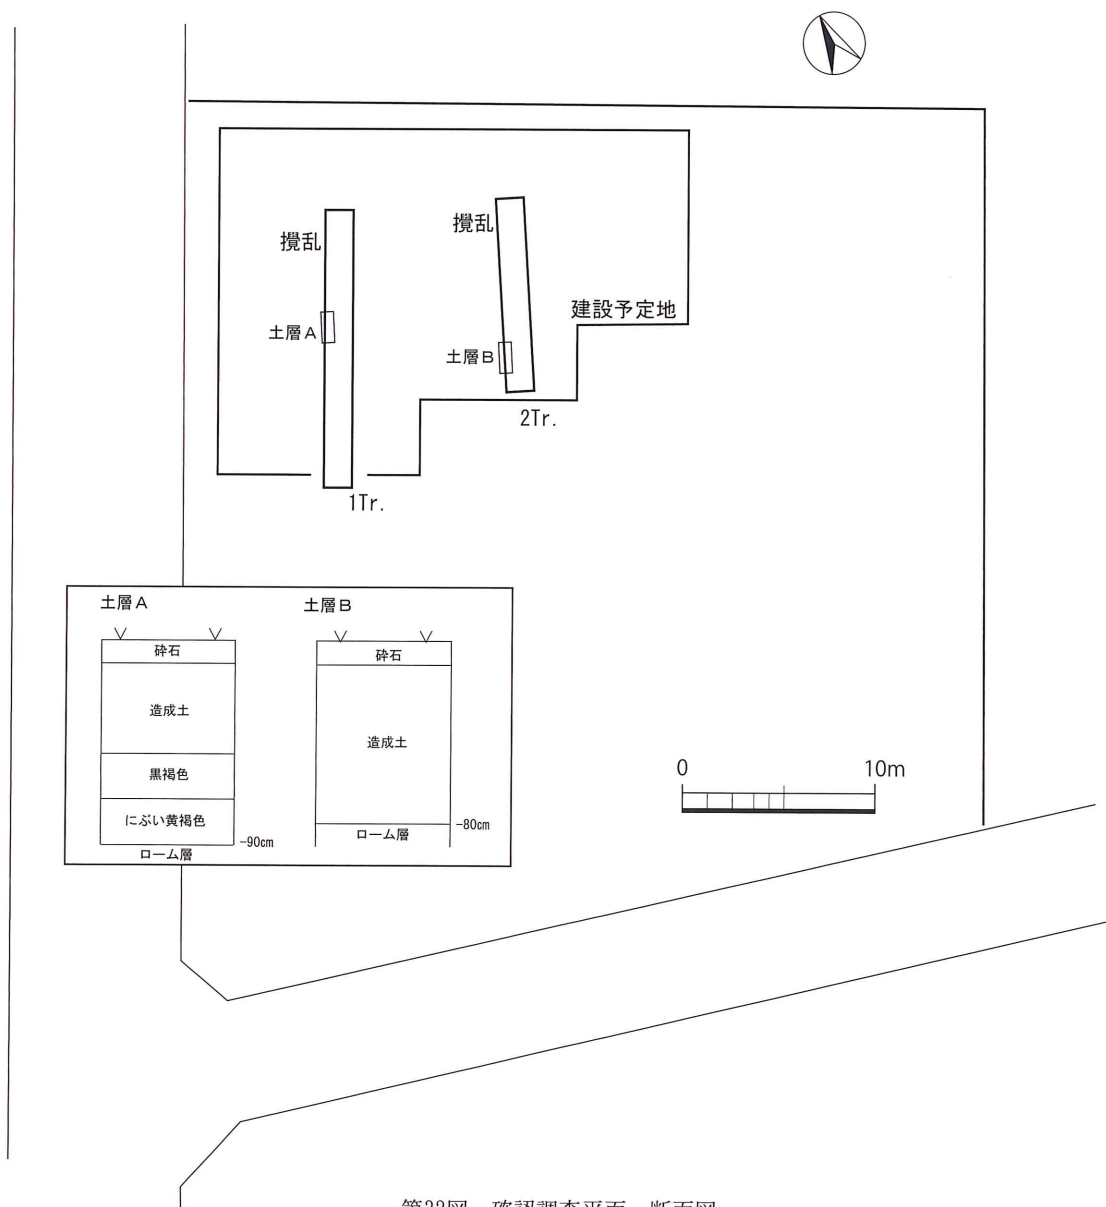 攪乱
攪乱
建設予定地
土層A
土層B
2Tr.
1Tr.
土層A
土層B
砕石
造成土
黒褐色
にぶい黄褐色
-90cm
ローム層
砕石
造成土
-80cm
ローム層
0
10m